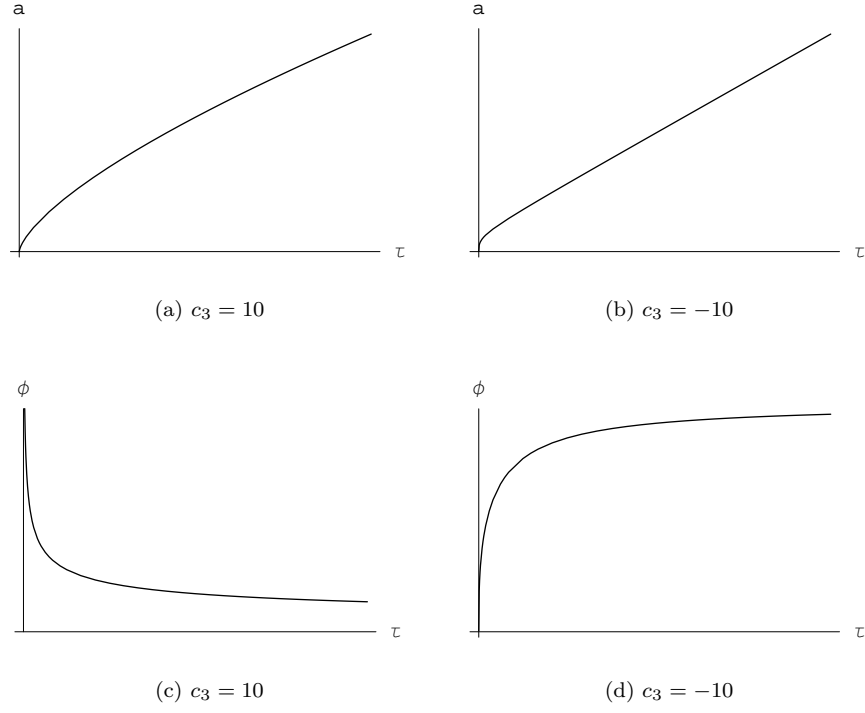 a
a
τ
τ
(a) c₃ = 10
(b) c₃ = −10
ϕ
ϕ
τ
τ
(c) c₃ = 10
(d) c₃ = −10